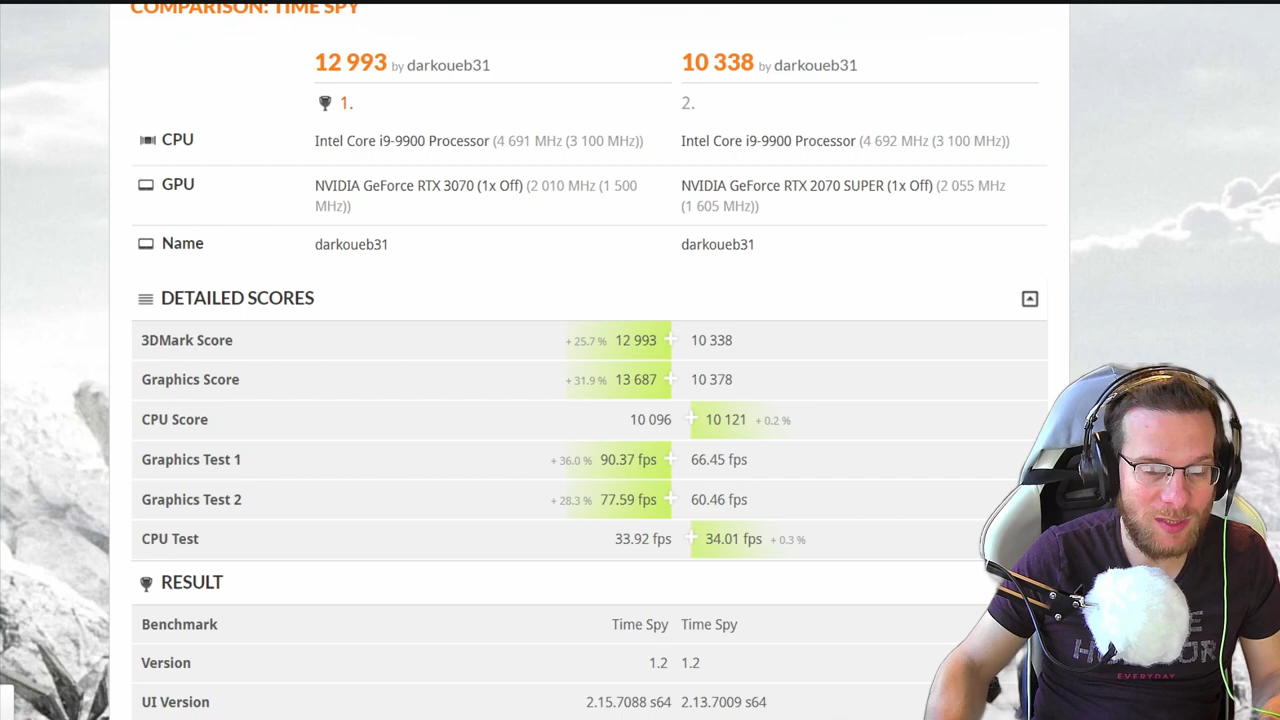 COMPARISON: TIME SPY
12 993 by darkoueb31 10 338 by darkoueb31
1. 2.
CPU Intel Core i9-9900 Processor (4 691 MHz (3 100 MHz)) Intel Core i9-9900 Processor (4 692 MHz (3 100 MHz))
GPU NVIDIA GeForce RTX 3070 (1x Off) (2 010 MHz (1 500 NVIDIA GeForce RTX 2070 SUPER (1x Off) (2 055 MHz
MHz)) (1 605 MHz))
Name darkoueb31 darkoueb31
DETAILED SCORES
3DMark Score + 25.7 % 12 993 10 338
Graphics Score + 31.9 % 13 687 10 378
CPU Score 10 096 10 121 + 0.2 %
Graphics Test 1 + 36.0 % 90.37 fps 66.45 fps
Graphics Test 2 + 28.3 % 77.59 fps 60.46 fps
CPU Test 33.92 fps 34.01 fps + 0.3 %
RESULT
Benchmark Time Spy Time Spy
Version 1.2 1.2
UI Version 2.15.7088 s64 2.13.7009 s64
EVERYDAY